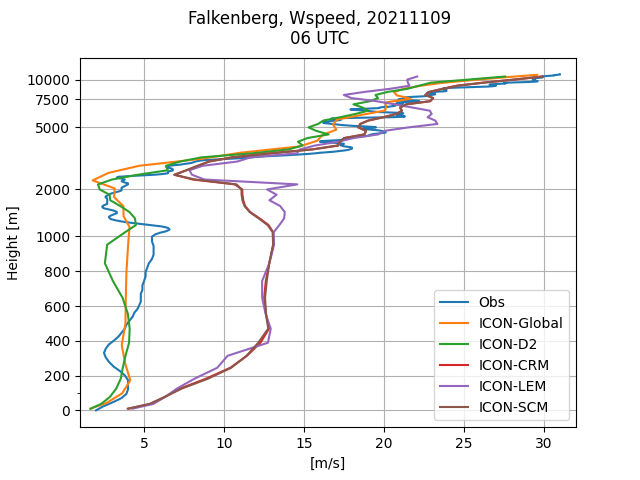 Falkenberg, Wspeed, 20211109
06 UTC
10000
7500
5000
2000
1000
800
600
400
200
0
Height [m]
5
10
15
20
25
30
[m/s]
Obs
ICON-Global
ICON-D2
ICON-CRM
ICON-LEM
ICON-SCM